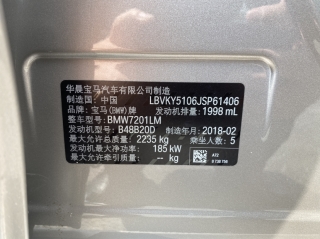 华晨宝马汽车有限公司制造
制造国：中国 LBVKY5106JSP61406
品牌：宝马(BMW)牌 发动机排量：1998 mL
整车型号：BMW7201LM
发动机型号：B48B20D 制造年月：2018-02
最大允许总质量：2235 kg 乘坐人数：5
发动机最大净功率：185 kW
最大允许牵引质量：-- kg